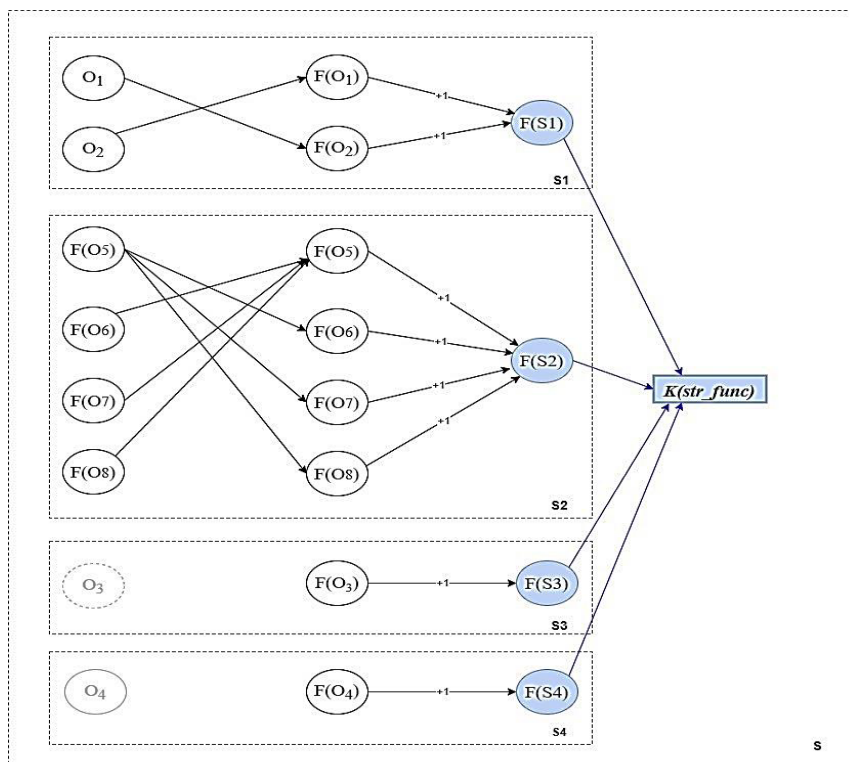 O1 F(O1) +1
O2 F(O2) +1 F(S1)
S1
F(O5) F(O5) +1
F(O6) F(O6) +1 F(S2)
F(O7) F(O7) +1
F(O8) F(O8) +1
S2
K(str_func)
O3 F(O3) +1 F(S3)
S3
O4 F(O4) +1 F(S4)
S4
S